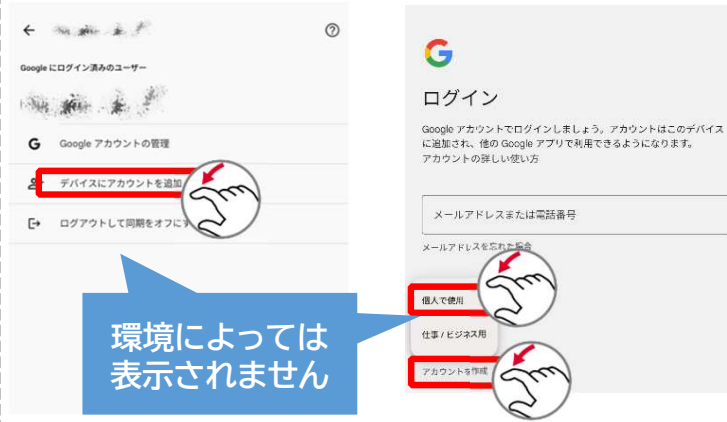 Google にログイン済みのユーザー
G Google アカウントの管理
デバイスにアカウントを追加
ログアウトして同期をオフにす
環境によっては
表示されません
G
ログイン
Google アカウントでログインしましょう。アカウントはこのデバイス
に追加され、他の Google アプリで利用できるようになります。
アカウントの詳しい使い方
メールアドレスまたは電話番号
メールアドレスを忘れた場合
個人で使用
仕事 / ビジネス用
アカウントを作成